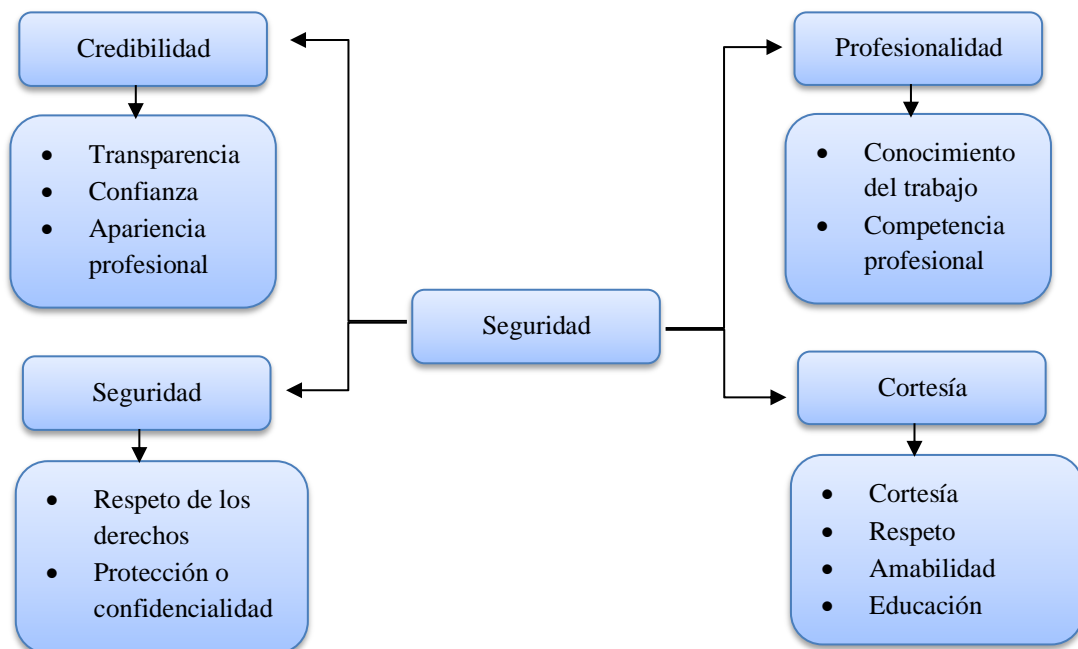 Credibilidad
Transparencia
Confianza
Apariencia
profesional
Profesionalidad
Conocimiento
del trabajo
Competencia
profesional
Seguridad
Seguridad
Respeto de los
derechos
Protección o
confidencialidad
Cortesía
Cortesía
Respeto
Amabilidad
Educación